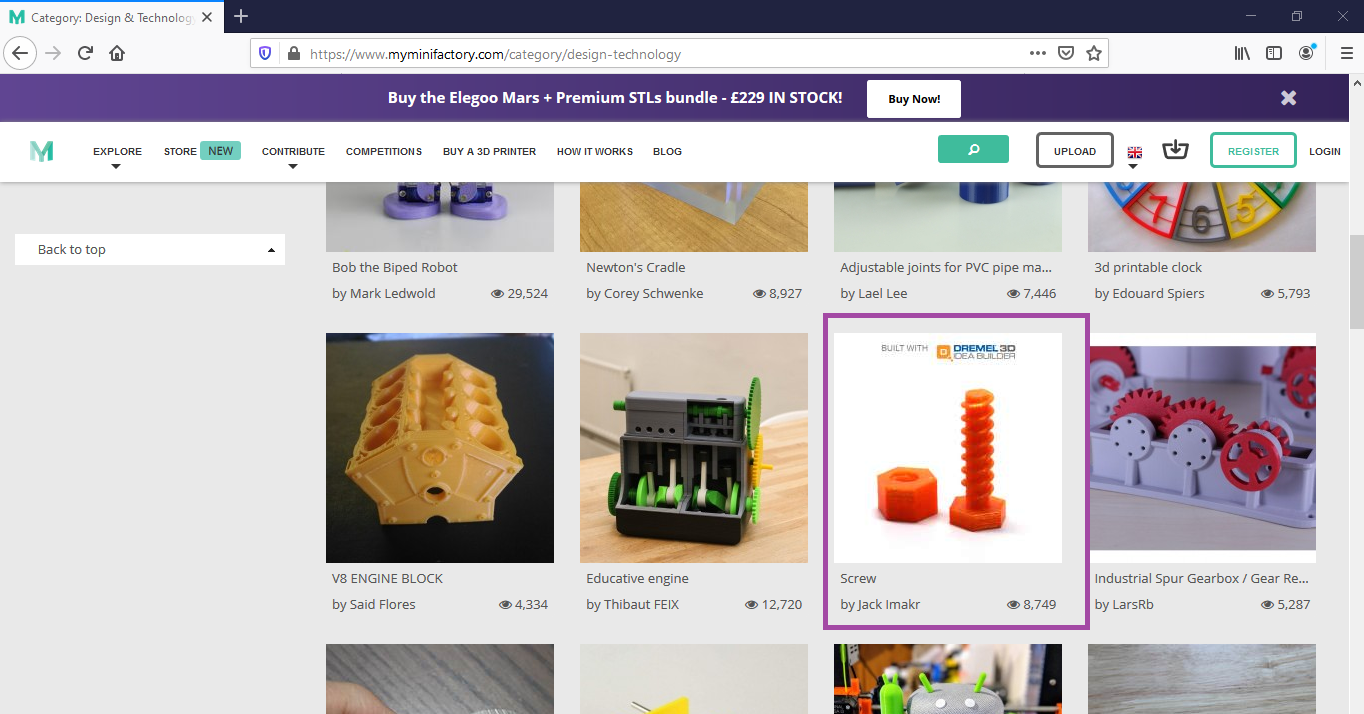 Category: Design & Technology
https://www.myminifactory.com/category/design-technology
Buy the Elegoo Mars + Premium STLs bundle - £229 IN STOCK!
Buy Now!
EXPLORE
STORE NEW
CONTRIBUTE
COMPETITIONS
BUY A 3D PRINTER
HOW IT WORKS
BLOG
UPLOAD
REGISTER
LOGIN
Back to top
7
6
5
Bob the Biped Robot
by Mark Ledwold
29,524
Newton's Cradle
by Corey Schwenke
8,927
Adjustable joints for PVC pipe ma...
by Lael Lee
7,446
3d printable clock
by Edouard Spiers
5,793
V8 ENGINE BLOCK
by Said Flores
4,334
Educative engine
by Thibaut FEIX
12,720
BUILT WITH
DREMEL 3D
IDEA BUILDER
Screw
by Jack Imakr
8,749
Industrial Spur Gearbox / Gear Re...
by LarsRb
5,287